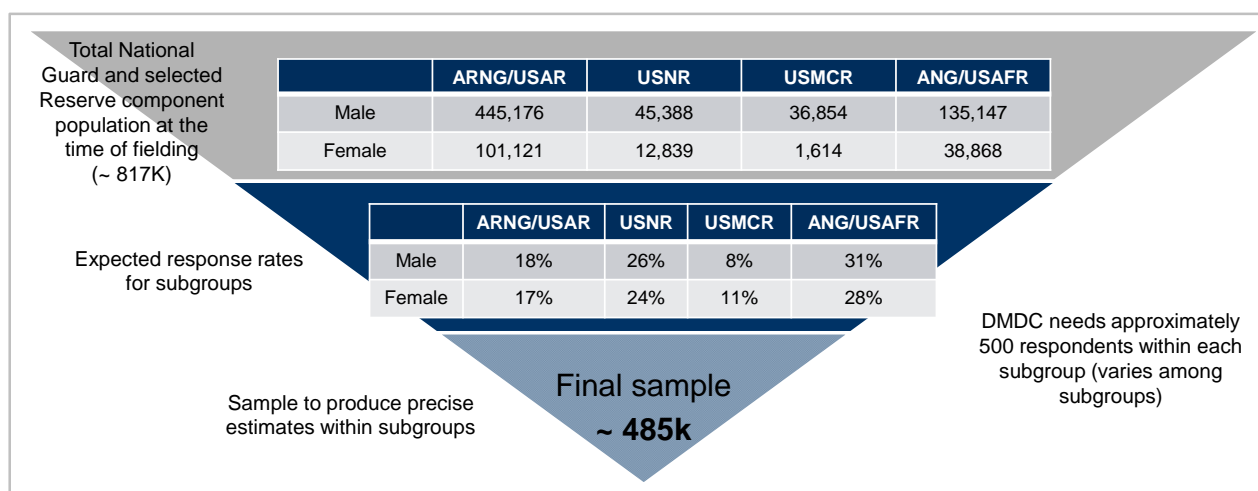 Total National
Guard and selected
Reserve component
population at the
time of fielding
(~ 817K)
ARNG/USAR USNR USMCR ANG/USAFR
Male 445,176 45,388 36,854 135,147
Female 101,121 12,839 1,614 38,868
Expected response rates
for subgroups
ARNG/USAR USNR USMCR ANG/USAFR
Male 18% 26% 8% 31%
Female 17% 24% 11% 28%
DMDC needs approximately
500 respondents within each
subgroup (varies among
subgroups)
Sample to produce precise
estimates within subgroups
Final sample
~ 485k